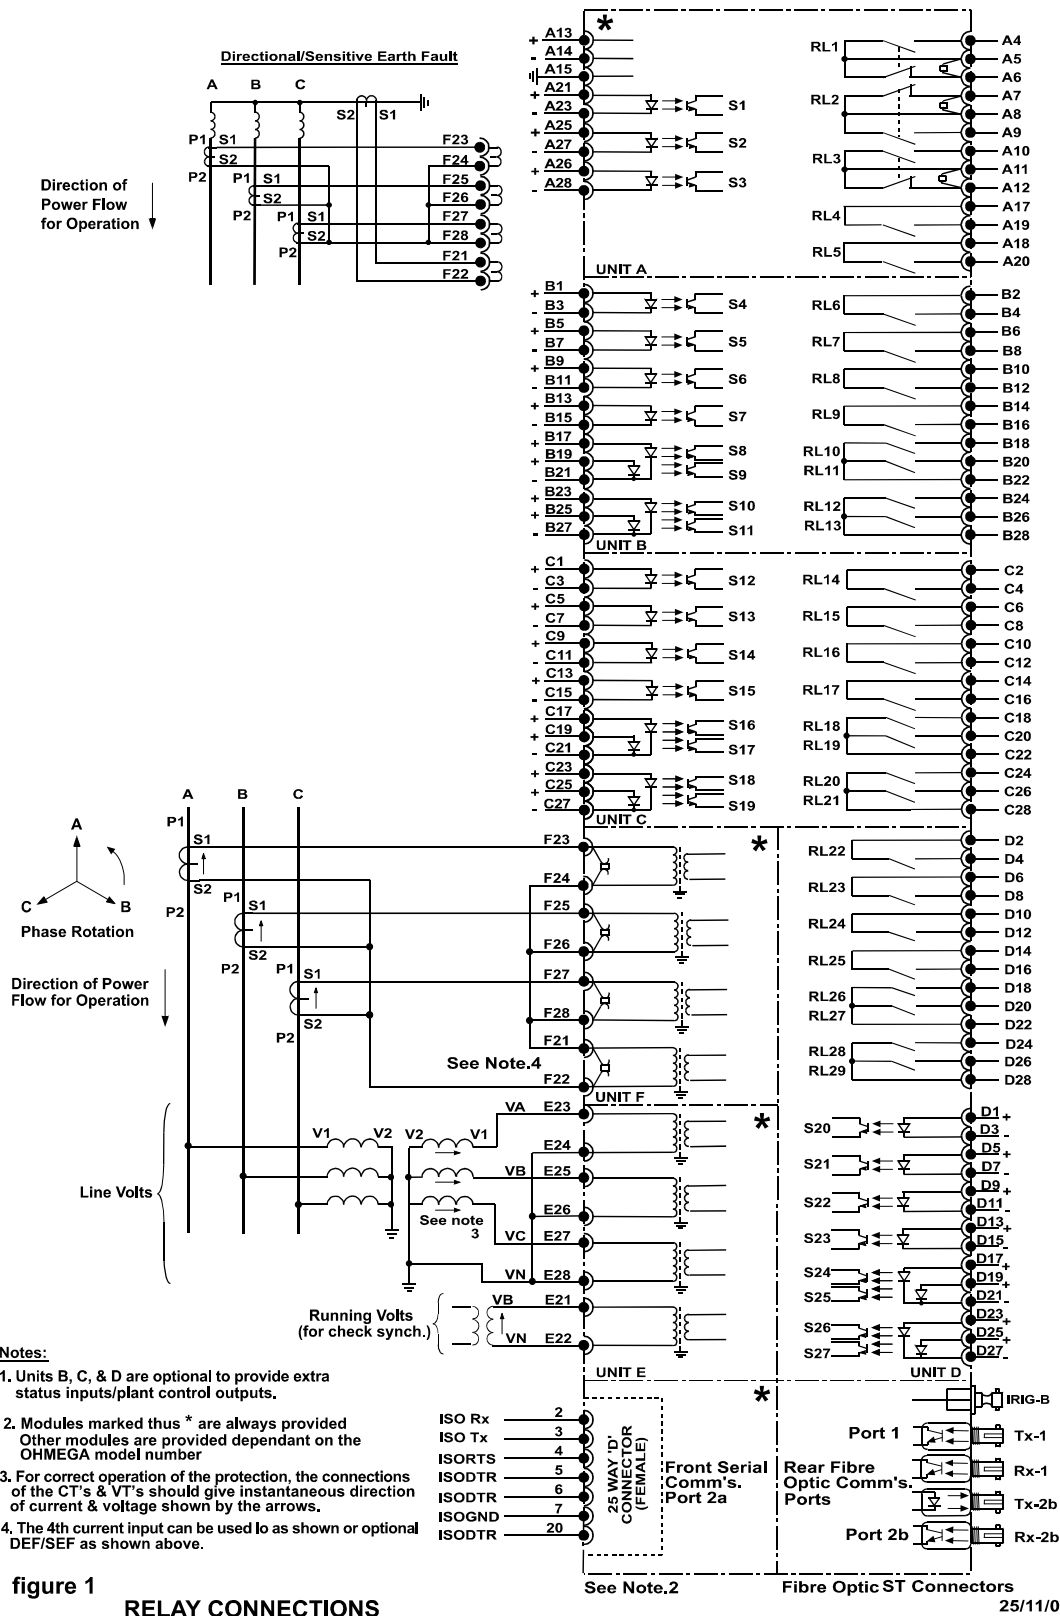 Directional/Sensitive Earth Fault
A B C
S2 S1
P1 S1
S2
P2
P1 S1
S2
P2
P1 S1
S2
P2
F23
F24
F25
F26
F27
F28
F21
F22
Direction of
Power Flow
for Operation
*
+ A13
- A14
A15
+ A21
- A23
S1
+ A25
- A27
S2
+ A26
- A28
S3
UNIT A
RL1
A4
A5
A6
RL2
A7
A8
A9
RL3
A10
A11
A12
RL4
A17
A19
RL5
A18
A20
+ B1
- B3
S4
+ B5
- B7
S5
+ B9
- B11
S6
+ B13
- B15
S7
+ B17
+ B19
- B21
S8
S9
+ B23
+ B25
- B27
S10
S11
UNIT B
RL6
B2
B4
RL7
B6
B8
RL8
B10
B12
RL9
B14
B16
RL10
RL11
B18
B20
B22
RL12
RL13
B24
B26
B28
+ C1
- C3
S12
+ C5
- C7
S13
+ C9
- C11
S14
+ C13
- C15
S15
+ C17
+ C19
- C21
S16
S17
+ C23
+ C25
- C27
S18
S19
UNIT C
RL14
C2
C4
RL15
C6
C8
RL16
C10
C12
RL17
C14
C16
RL18
RL19
C18
C20
C22
RL20
RL21
C24
C26
C28
A
C B
Phase Rotation
Direction of Power
Flow for Operation
A B C
P1
S1
S2
P2
P1
S1
S2
P2
P1
S1
S2
P2
F23
F24
F25
F26
F27
F28
F21
F22
See Note.4
UNIT F
*
RL22
D2
D4
RL23
D6
D8
RL24
D10
D12
RL25
D14
D16
RL26
RL27
D18
D20
D22
RL28
RL29
D24
D26
D28
Line Volts
V1 V2 V2 V1
See note
3
VA E23
E24
VB E25
E26
VC E27
VN E28
Running Volts
(for check synch.)
VB E21
VN E22
UNIT E
*
S20
D1 +
D3 -
S21
D5 +
D7 -
S22
D9 +
D11 -
S23
D13 +
D15 -
S24
S25
D17 +
D19 +
D21 -
S26
S27
D23 +
D25 +
D27 -
UNIT D
Notes:
1. Units B, C, & D are optional to provide extra
status inputs/plant control outputs.
2. Modules marked thus * are always provided
Other modules are provided dependant on the
OHMEGA model number
3. For correct operation of the protection, the connections
of the CT's & VT's should give instantaneous direction
of current & voltage shown by the arrows.
4. The 4th current input can be used Io as shown or optional
DEF/SEF as shown above.
ISO Rx 2
ISO Tx 3
ISORTS 4
ISODTR 5
ISODTR 6
ISOGND 7
ISODTR 20
25 WAY 'D'
CONNECTOR
(FEMALE)
Front Serial
Comm's.
Port 2a
*
Rear Fibre
Optic Comm's.
Ports
IRIG-B
Port 1
Tx-1
Rx-1
Tx-2b
Port 2b
Rx-2b
See Note.2
Fibre Optic ST Connectors
figure 1
RELAY CONNECTIONS
25/11/0